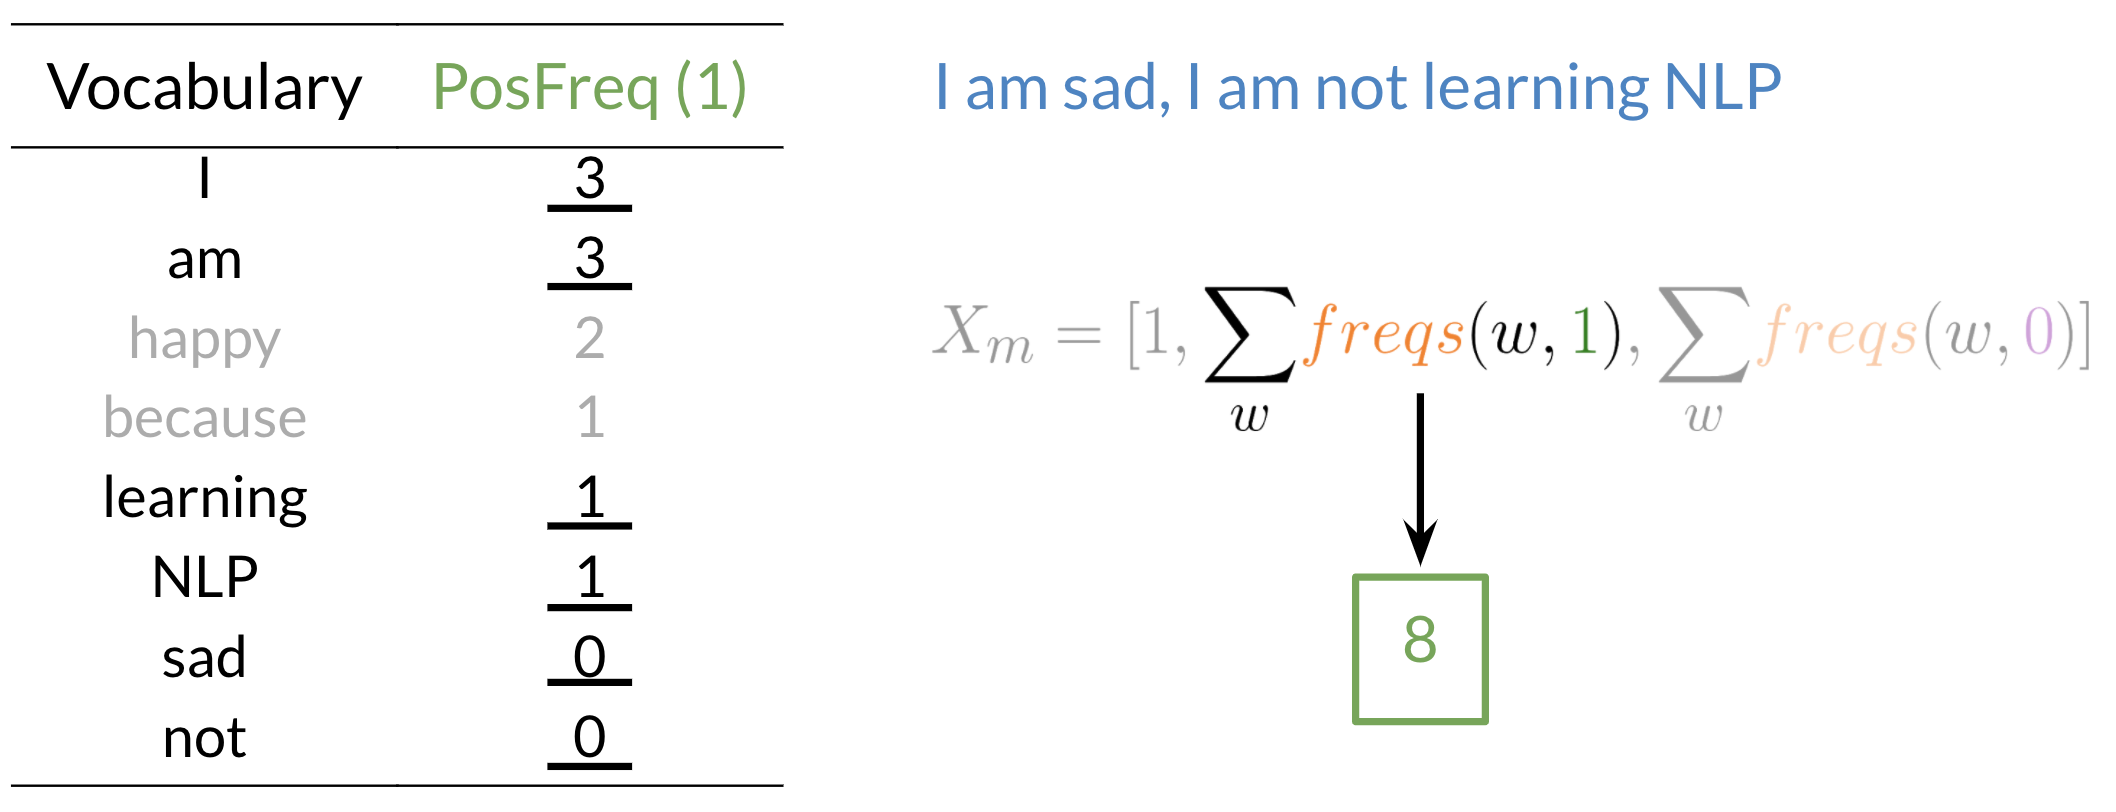 Vocabulary PosFreq (1)
I 3
am 3
happy 2
because 1
learning 1
NLP 1
sad 0
not 0
I am sad, I am not learning NLP
X_m = [1, ∑_w freqs(w, 1), ∑_w freqs(w, 0)]
8